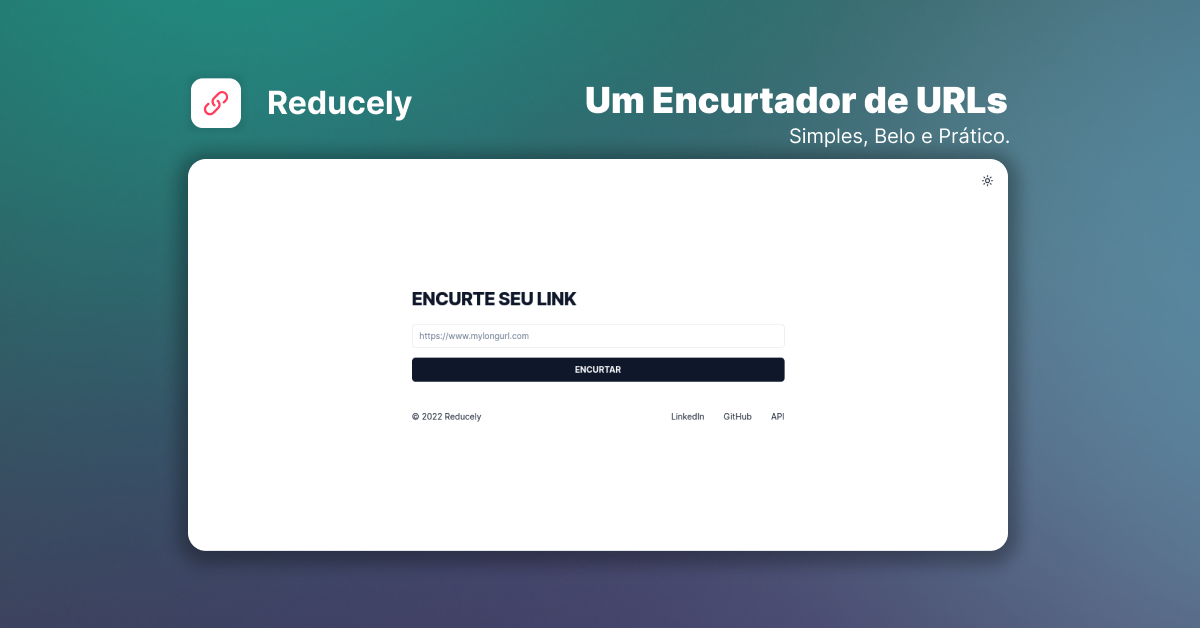 Reducely
Um Encurtador de URLs
Simples, Belo e Prático.
ENCURTE SEU LINK
https://www.mylongurl.com
ENCURTAR
© 2022 Reducely
LinkedIn GitHub API